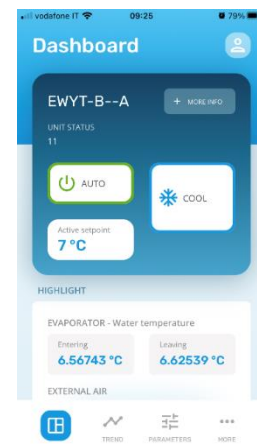 vodafone IT 09:25 79%
Dashboard
EWYT-B--A
+ MORE INFO
UNIT STATUS
11
AUTO
COOL
Active setpoint
7 °C
HIGHLIGHT
EVAPORATOR - Water temperature
Entering
6.56743 °C
Leaving
6.62539 °C
EXTERNAL AIR
TREND
PARAMETERS
MORE